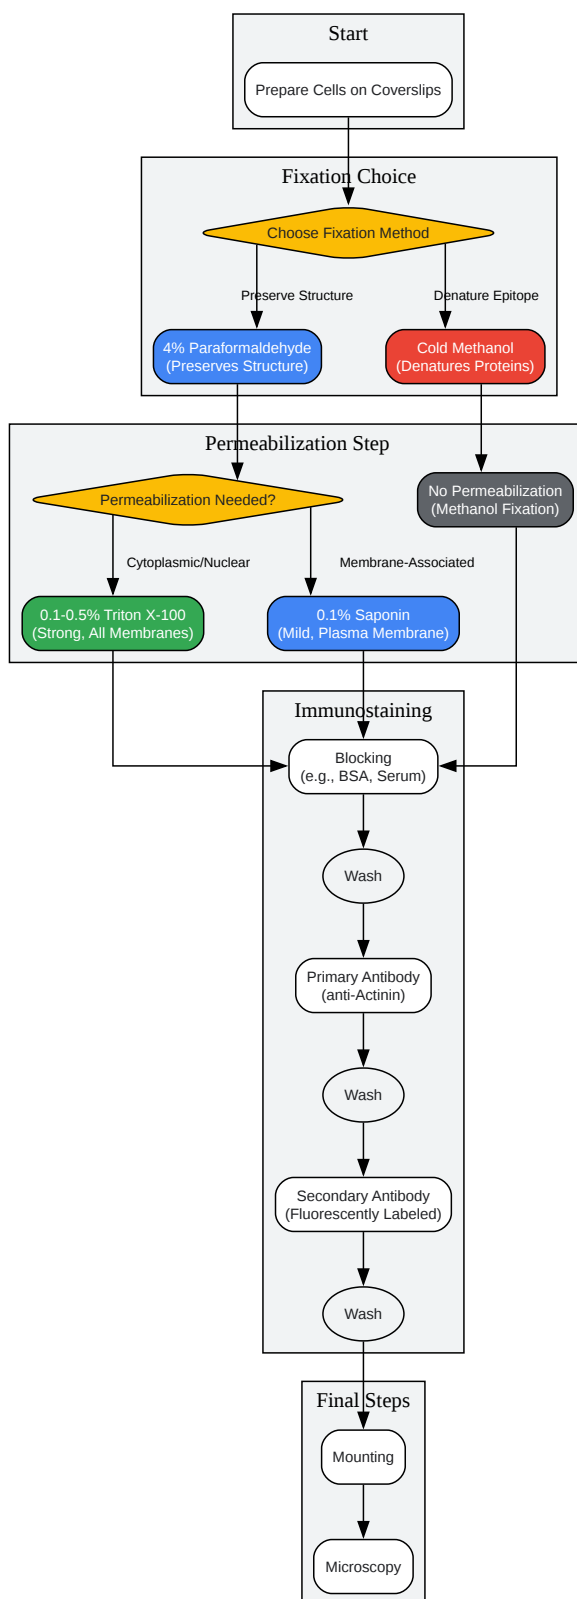 Start
Prepare Cells on Coverslips
Fixation Choice
Choose Fixation Method
Preserve Structure
Denature Epitope
4% Paraformaldehyde
(Preserves Structure)
Cold Methanol
(Denatures Proteins)
Permeabilization Step
Permeabilization Needed?
No Permeabilization
(Methanol Fixation)
Cytoplasmic/Nuclear
Membrane-Associated
0.1-0.5% Triton X-100
(Strong, All Membranes)
0.1% Saponin
(Mild, Plasma Membrane)
Immunostaining
Blocking
(e.g., BSA, Serum)
Wash
Primary Antibody
(anti-Actinin)
Wash
Secondary Antibody
(Fluorescently Labeled)
Wash
Final Steps
Mounting
Microscopy